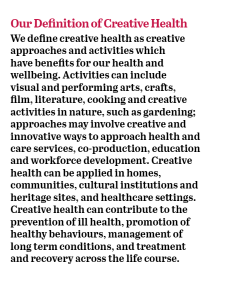 Our Definition of Creative Health
We define creative health as creative
approaches and activities which
have benefits for our health and
wellbeing. Activities can include
visual and performing arts, crafts,
film, literature, cooking and creative
activities in nature, such as gardening;
approaches may involve creative and
innovative ways to approach health and
care services, co-production, education
and workforce development. Creative
health can be applied in homes,
communities, cultural institutions and
heritage sites, and healthcare settings.
Creative health can contribute to the
prevention of ill health, promotion of
healthy behaviours, management of
long term conditions, and treatment
and recovery across the life course.